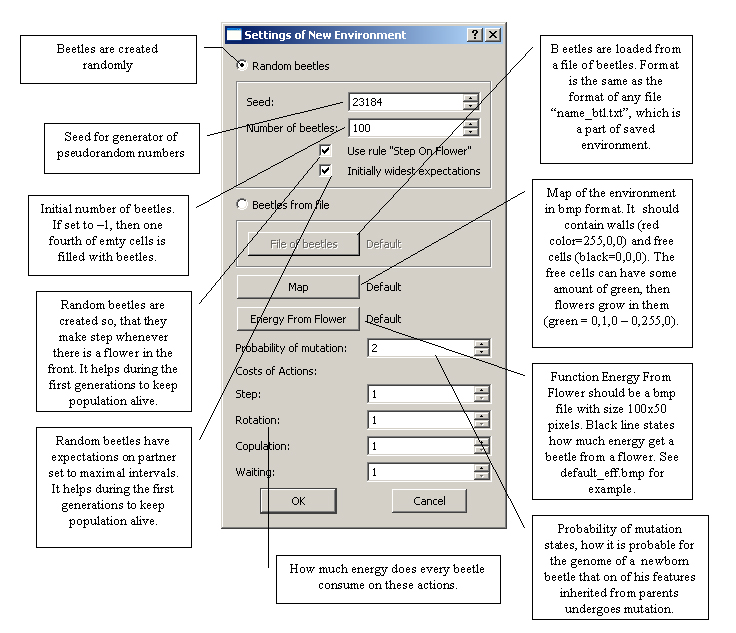 Settings of New Environment
Beetles are created
randomly
Random beetles
Seed:
23184
Number of beetles:
100
Use rule "Step On Flower"
Initially widest expectations
Beetles from file
File of beetles
Default
Map
Default
Energy From Flower
Default
Probability of mutation:
2
Costs of Actions:
Step:
1
Rotation:
1
Copulation:
1
Waiting:
1
OK
Cancel
Seed for generator of
pseudorandom numbers
Initial number of beetles.
If set to –1, then one
fourth of emty cells is
filled with beetles.
Random beetles are
created so, that they
make step whenever
there is a flower in the
front. It helps during the
first generations to keep
population alive.
Random beetles have
expectations on partner
set to maximal intervals.
It helps during the first
generations to keep
population alive.
B eetles are loaded from
a file of beetles. Format
is the same as the
format of any file
“name_btl.txt”, which is
a part of saved
environment.
Map of the environment
in bmp format. It should
contain walls (red
color=255,0,0) and free
cells (black=0,0,0). The
free cells can have some
amount of green, then
flowers grow in them
(green = 0,1,0 – 0,255,0).
Function Energy From
Flower should be a bmp
file with size 100x50
pixels. Black line states
how much energy get a
beetle from a flower. See
default_eff.bmp for
example.
Probability of mutation
states, how it is probable for
the genome of a newborn
beetle that on of his features
inherited from parents
undergoes mutation.
How much energy does every beetle
consume on these actions.